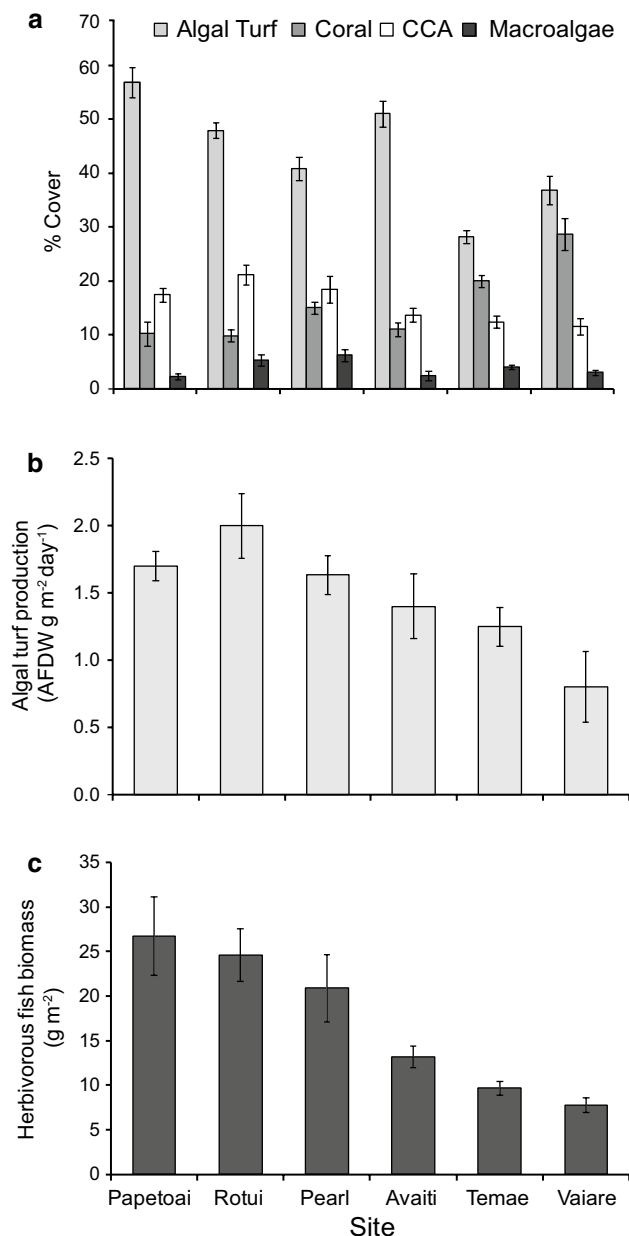 a
Algal Turf Coral CCA Macroalgae
% Cover
70
60
50
40
30
20
10
0
b
Algal turf production
(AFDW g m⁻² day⁻¹)
2.5
2.0
1.5
1.0
0.5
0.0
c
Herbivorous fish biomass
(g m⁻²)
35
30
25
20
15
10
5
0
Papetoai Rotui Pearl Avaiti Temae Vaiare
Site